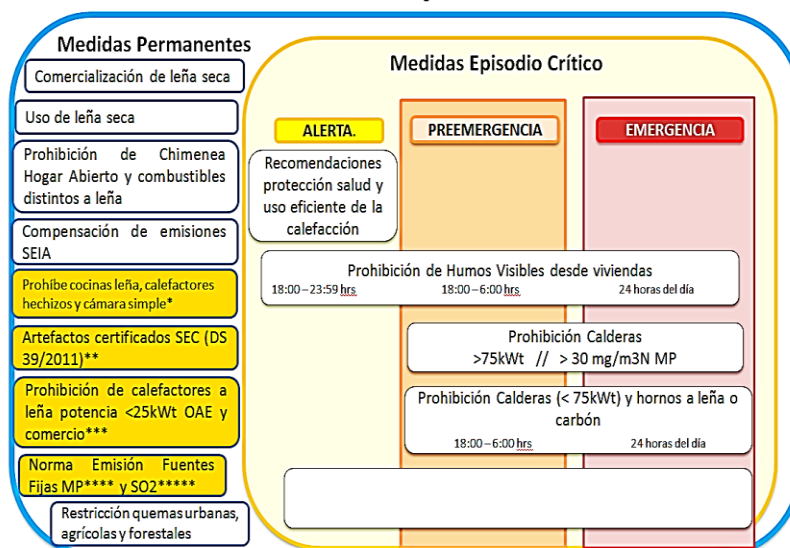 Medidas Permanentes
Comercialización de leña seca
Uso de leña seca
Prohibición de Chimenea
Hogar Abierto y combustibles
distintos a leña
Compensación de emisiones
SEIA
Prohíbe cocinas leña, calefactores
hechizos y cámara simple*
Artefactos certificados SEC (DS
39/2011)**
Prohibición de calefactores a
leña potencia <25kWt OAE y
comercio***
Norma Emisión Fuentes
Fijas MP**** y SO2*****
Restricción quemas urbanas,
agrícolas y forestales
Medidas Episodio Crítico
ALERTA.
PREEMERGENCIA
EMERGENCIA
Recomendaciones
protección salud y
uso eficiente de la
calefacción
Prohibición de Humos Visibles desde viviendas
18:00–23:59 hrs 18:00–6:00 hrs 24 horas del día
Prohibición Calderas
>75kWt // > 30 mg/m3N MP
Prohibición Calderas (< 75kWt) y hornos a leña o
carbón
18:00–6:00 hrs 24 horas del día